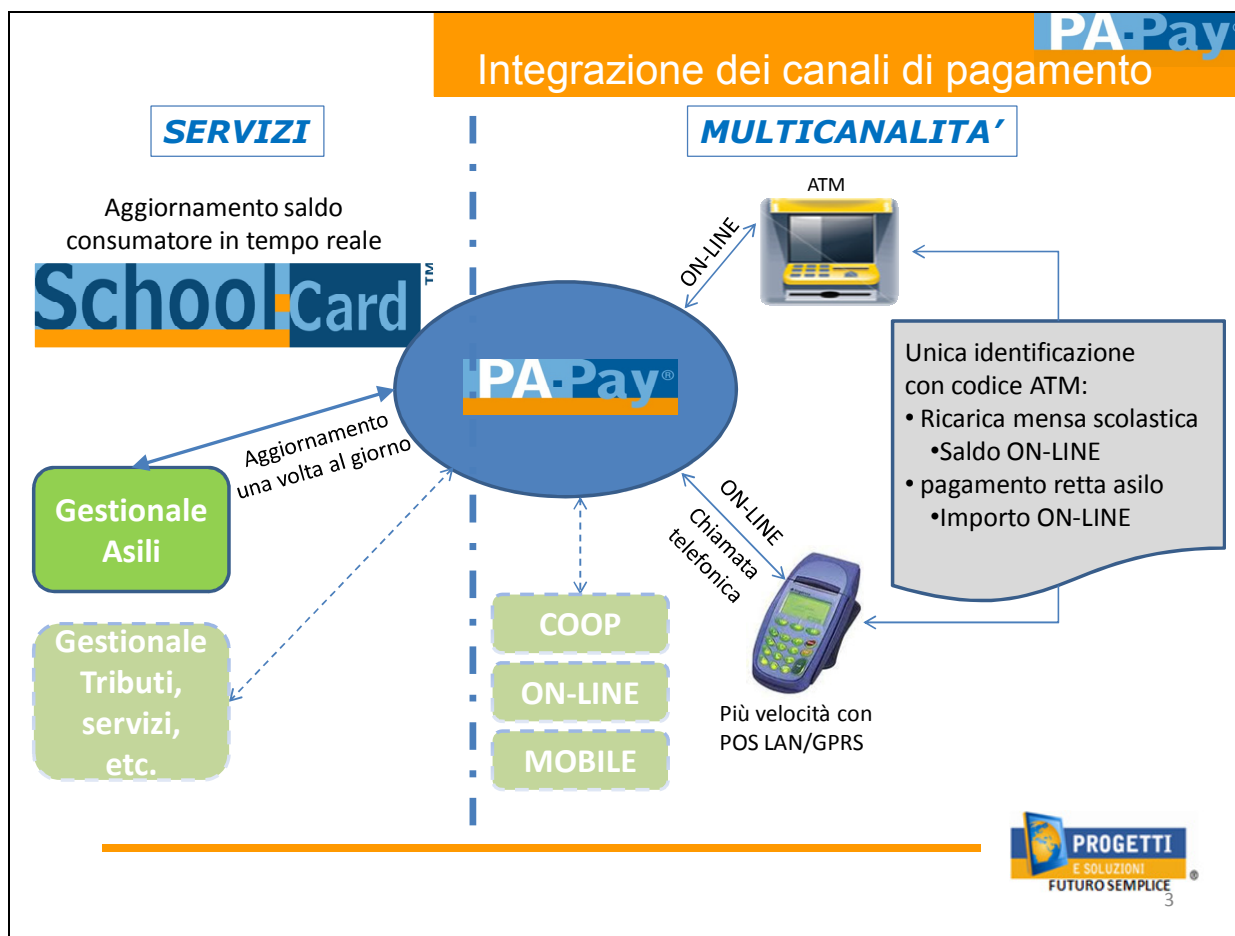 PA-Pay
Integrazione dei canali di pagamento
SERVIZI
MULTICANALITA’
Aggiornamento saldo
consumatore in tempo reale
School Card™
ATM
ON-LINE
PA-Pay®
Aggiornamento
una volta al giorno
Gestionale
Asili
Gestionale
Tributi,
servizi,
etc.
COOP
ON-LINE
MOBILE
ON-LINE
Chiamata
telefonica
Più velocità con
POS LAN/GPRS
Unica identificazione
con codice ATM:
• Ricarica mensa scolastica
•Saldo ON-LINE
• pagamento retta asilo
•Importo ON-LINE
PROGETTI
E SOLUZIONI
®
FUTURO SEMPLICE
3